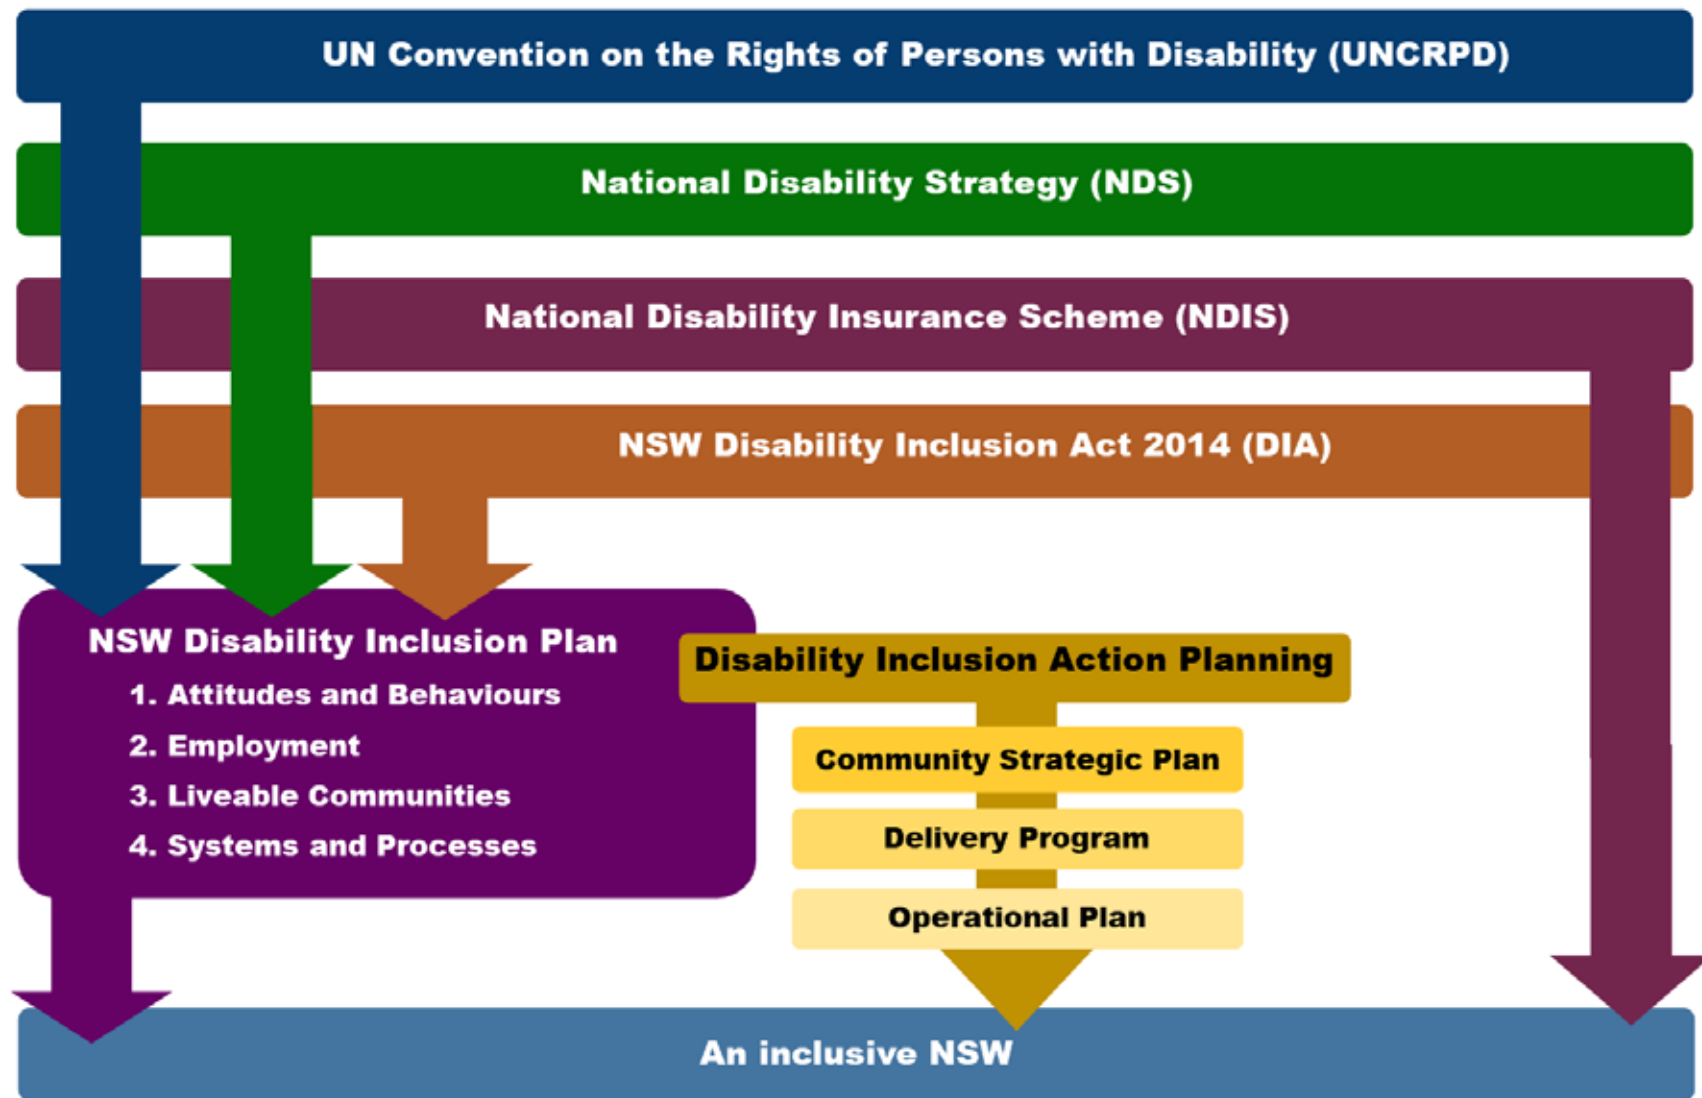 UN Convention on the Rights of Persons with Disability (UNCRPD)
National Disability Strategy (NDS)
National Disability Insurance Scheme (NDIS)
NSW Disability Inclusion Act 2014 (DIA)
NSW Disability Inclusion Plan
1. Attitudes and Behaviours
2. Employment
3. Liveable Communities
4. Systems and Processes
Disability Inclusion Action Planning
Community Strategic Plan
Delivery Program
Operational Plan
An inclusive NSW